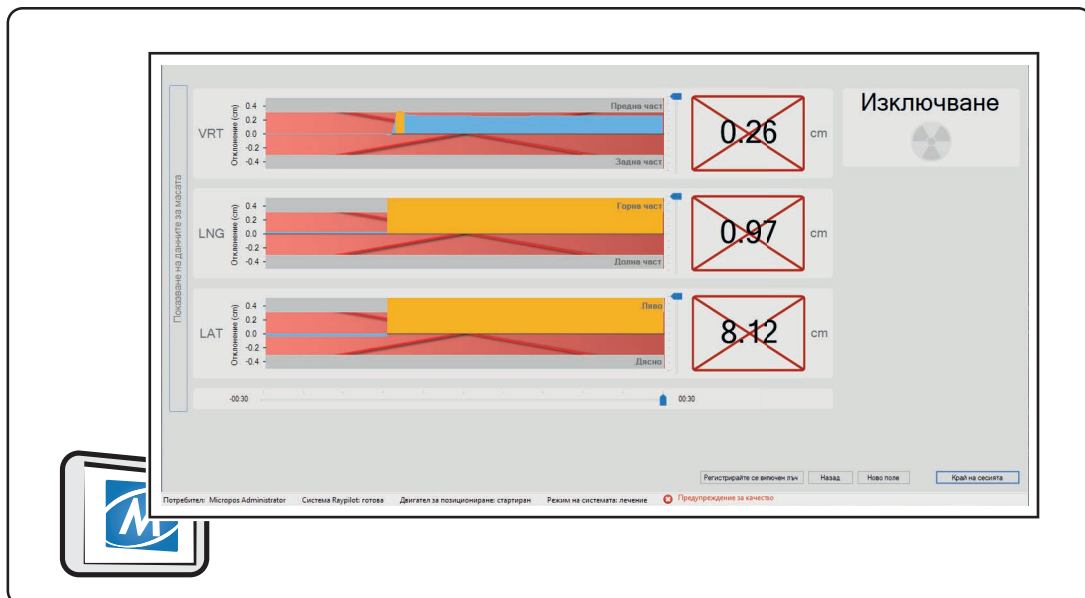 Показване на данните за масата
VRT
Отклонение (cm)
0.4
0.2
0.0
-0.2
-0.4
Предна част
Задна част
0.26
cm
LNG
Отклонение (cm)
0.4
0.2
0.0
-0.2
-0.4
Горна част
Долна част
0.97
cm
LAT
Отклонение (cm)
0.4
0.2
0.0
-0.2
-0.4
Ляво
Дясно
8.12
cm
-00:30
00:30
Изключване
Регистрирайте се включен лъч Назад Ново поле Край на сесията
Потребител: Micropos Administrator Система Raypilot: готова Двигател за позициониране: стартиран Режим на системата: лечение Предупреждение за качество
M